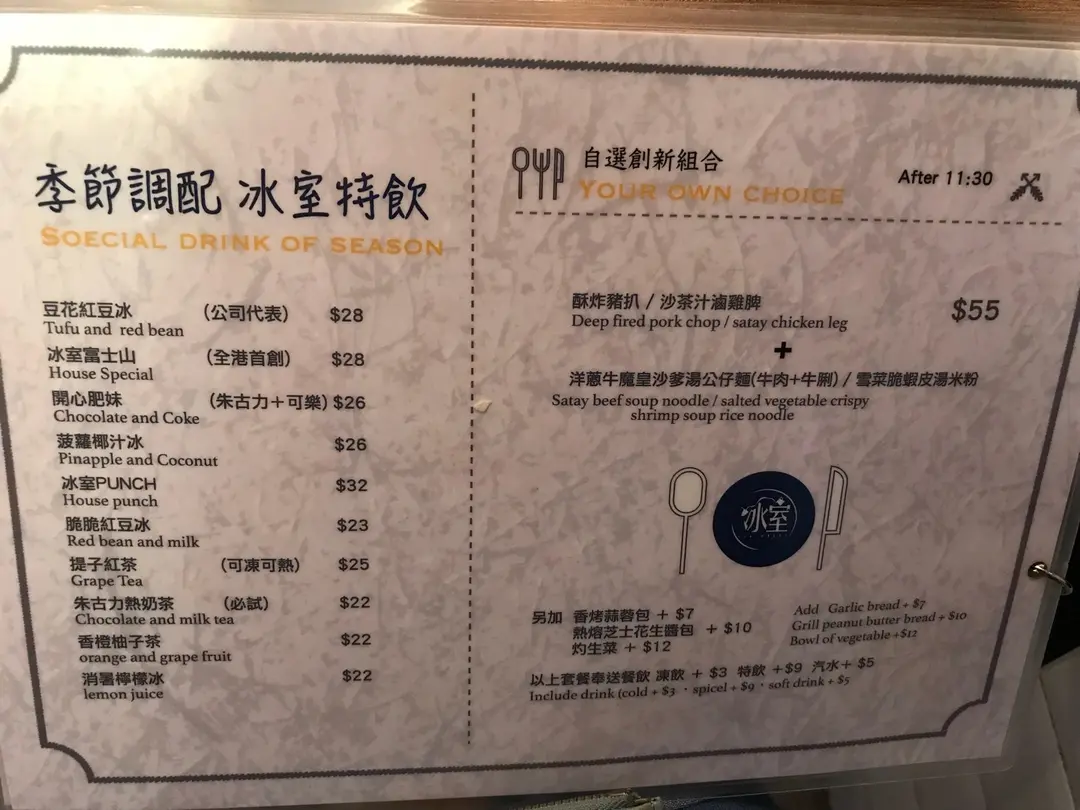 季節調配 冰室特飲
SOECIAL DRINK OF SEASON
豆花紅豆冰 (公司代表) $28
Tufu and red bean
冰室富士山 (全港首創) $28
House Special
開心肥妹 (朱古力+可樂) $26
Chocolate and Coke
菠蘿椰汁冰 $26
Pinapple and Coconut
冰室PUNCH $32
House punch
脆脆紅豆冰 $23
Red bean and milk
提子紅茶 (可凍可熱) $25
Grape Tea
朱古力熱奶茶 (必試) $22
Chocolate and milk tea
香橙柚子茶 $22
orange and grape fruit
消暑檸檬冰 $22
lemon juice
自選創新組合
YOUR OWN CHOICE
After 11:30
酥炸豬扒 / 沙茶汁滷雞脾 $55
Deep fired pork chop / satay chicken leg
+
洋蔥牛魔皇沙爹湯公仔麵(牛肉+牛脷) / 雪菜脆蝦皮湯米粉
Satay beef soup noodle / salted vegetable crispy
shrimp soup rice noodle
冰室
另加 香烤蒜蓉包 + $7
熱熔芝士花生醬包 + $10
灼生菜 + $12
Add Garlic bread + $7
Grill peanut butter bread + $10
Bowl of vegetable +$12
以上套餐奉送餐飲 凍飲 + $3 特飲 +$9 汽水+ $5
Include drink (cold + $3 · spicel + $9 · soft drink + $5